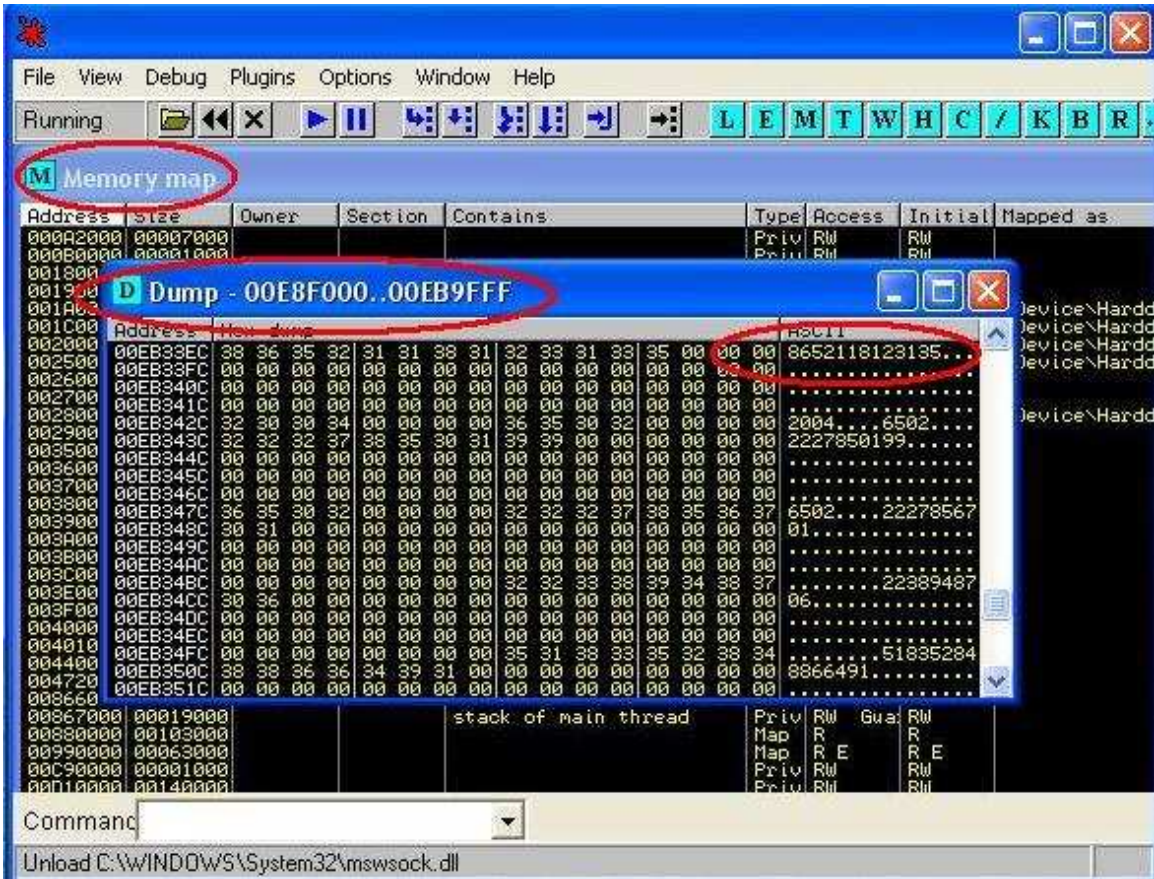 File View Debug Plugins Options Window Help
Running L E M T W H C / K B R
M Memory map
Address Size Owner Section Contains Type Access Initial Mapped as
000A2000 00007000 Priv RW RW
000B0000 00001000 Priv RW RW
D Dump - 00E8F000..00EB9FFF
Address Hex dump ASCII
00EB33EC 38 36 35 32 31 31 38 31 32 33 31 33 35 00 00 00 8652118123135...
00EB33FC 00 00 00 00 00 00 00 00 00 00 00 00 00 00 00 00 ................
00EB340C 00 00 00 00 00 00 00 00 00 00 00 00 00 00 00 00 ................
00EB341C 00 00 00 00 00 00 00 00 00 00 00 00 00 00 00 00 ................
00EB342C 32 30 30 34 00 00 00 00 36 35 30 32 00 00 00 00 2004....6502....
00EB343C 32 32 32 37 38 35 30 31 39 39 00 00 00 00 00 00 2227850199......
00EB344C 00 00 00 00 00 00 00 00 00 00 00 00 00 00 00 00 ................
00EB345C 00 00 00 00 00 00 00 00 00 00 00 00 00 00 00 00 ................
00EB346C 00 00 00 00 00 00 00 00 00 00 00 00 00 00 00 00 ................
00EB347C 36 35 30 32 00 00 00 00 32 32 32 37 38 35 36 37 6502....22278567
00EB348C 30 31 00 00 00 00 00 00 00 00 00 00 00 00 00 00 01..............
00EB349C 00 00 00 00 00 00 00 00 00 00 00 00 00 00 00 00 ................
00EB34AC 00 00 00 00 00 00 00 00 00 00 00 00 00 00 00 00 ................
00EB34BC 00 00 00 00 00 00 00 00 32 32 33 38 39 34 38 37 ........22389487
00EB34CC 30 36 00 00 00 00 00 00 00 00 00 00 00 00 00 00 06..............
00EB34DC 00 00 00 00 00 00 00 00 00 00 00 00 00 00 00 00 ................
00EB34EC 00 00 00 00 00 00 00 00 00 00 00 00 00 00 00 00 ................
00EB34FC 00 00 00 00 00 00 00 00 35 31 38 33 35 32 38 34 ........51835284
00EB350C 38 38 36 36 34 39 31 00 00 00 00 00 00 00 00 00 8866491.........
00EB351C 00 00 00 00 00 00 00 00 00 00 00 00 00 00 00 00 ................
00867000 00019000 stack of main thread Priv RW Gua RW
00880000 00103000 Map R R
00990000 00063000 Map R E R E
00C90000 00001000 Priv RW RW
00D10000 00140000 Priv RW RW
Command
Unload C:\WINDOWS\System32\mswsock.dll